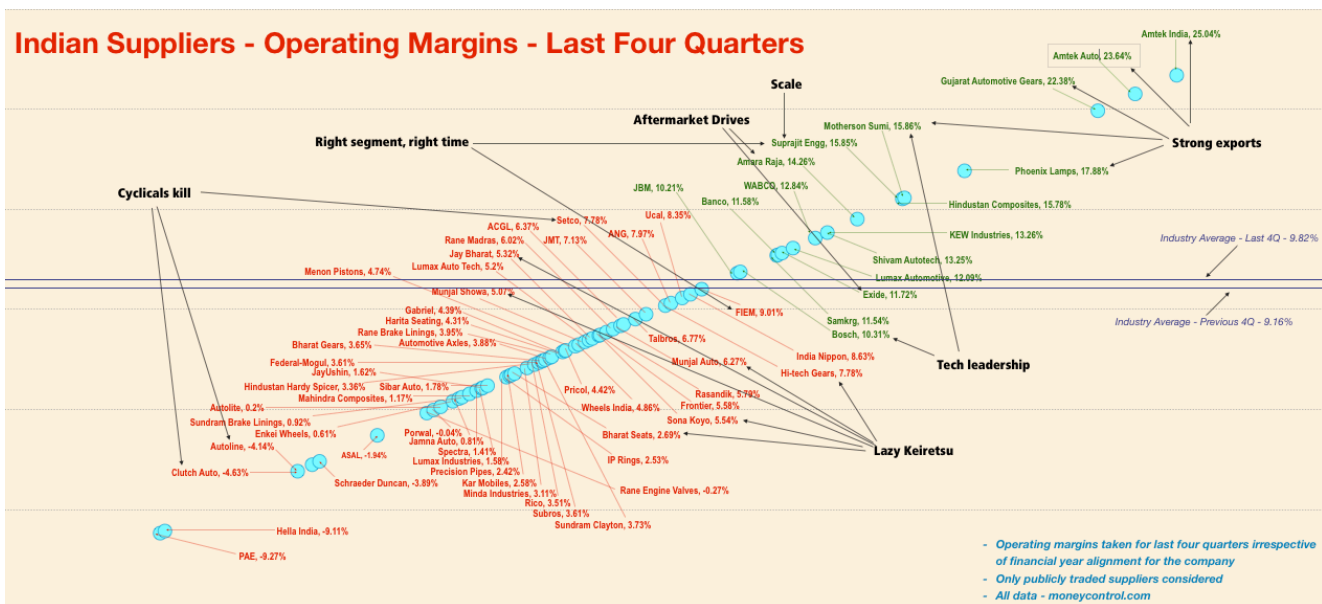 Indian Suppliers - Operating Margins - Last Four Quarters
Amtek India, 25.04%
Amtek Auto, 23.64%
Gujarat Automotive Gears, 22.38%
Scale
Aftermarket Drives
Motherson Sumi, 15.86%
Right segment, right time
Suprajit Engg, 15.85%
Strong exports
Amara Raja, 14.26%
Phoenix Lamps, 17.88%
Cyclicals kill
JBM, 10.21%
WABCO, 12.84%
Banco, 11.58%
Hindustan Composites, 15.78%
Setco, 7.78%
Ucal, 8.35%
ACGL, 6.37%
ANG, 7.97%
KEW Industries, 13.26%
Rane Madras, 6.02%
JMT, 7.13%
Industry Average - Last 4Q - 9.82%
Jay Bharat, 5.32%
Shivam Autotech, 13.25%
Lumax Auto Tech, 5.2%
Menon Pistons, 4.74%
Lumax Automotive, 12.09%
Munjal Showa, 5.07%
Exide, 11.72%
Gabriel, 4.39%
FIEM, 9.01%
Harita Seating, 4.31%
Samkrg, 11.54%
Industry Average - Previous 4Q - 9.16%
Rane Brake Linings, 3.95%
Bosch, 10.31%
Automotive Axles, 3.88%
Talbros, 6.77%
Bharat Gears, 3.65%
India Nippon, 8.63%
Federal-Mogul, 3.61%
Munjal Auto, 6.27%
Tech leadership
JayUshin, 1.62%
Hi-tech Gears, 7.78%
Hindustan Hardy Spicer, 3.36%
Sibar Auto, 1.78%
Pricol, 4.42%
Rasandik, 5.79%
Mahindra Composites, 1.17%
Autolite, 0.2%
Wheels India, 4.86%
Frontier, 5.58%
Sundram Brake Linings, 0.92%
Sona Koyo, 5.54%
Enkei Wheels, 0.61%
Porwal, -0.04%
Bharat Seats, 2.69%
Autoline, -4.14%
Jamna Auto, 0.81%
ASAL, -1.94%
Spectra, 1.41%
Lazy Keiretsu
Lumax Industries, 1.58%
IP Rings, 2.53%
Clutch Auto, -4.63%
Precision Pipes, 2.42%
Schraeder Duncan, -3.89%
Kar Mobiles, 2.58%
Rane Engine Valves, -0.27%
Minda Industries, 3.11%
Rico, 3.51%
Subros, 3.61%
Sundram Clayton, 3.73%
Hella India, -9.11%
PAE, -9.27%
- Operating margins taken for last four quarters irrespective
of financial year alignment for the company
- Only publicly traded suppliers considered
- All data - moneycontrol.com